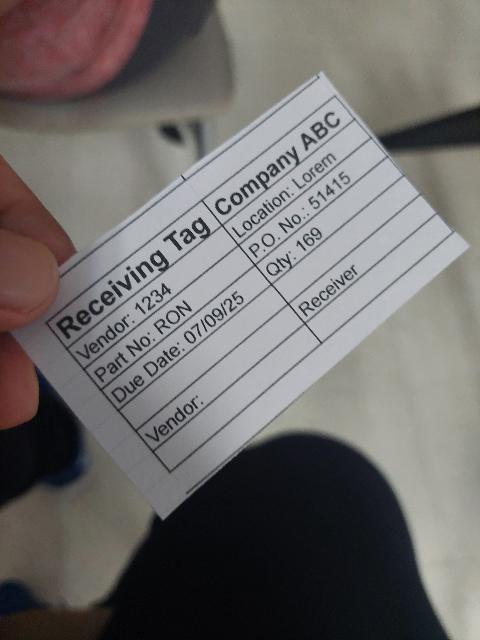 Receiving Tag Company ABC
Vendor: 1234 Location: Lorem
Part No: RON P.O. No.: 51415
Due Date: 07/09/25 Qty: 169
Vendor: Receiver